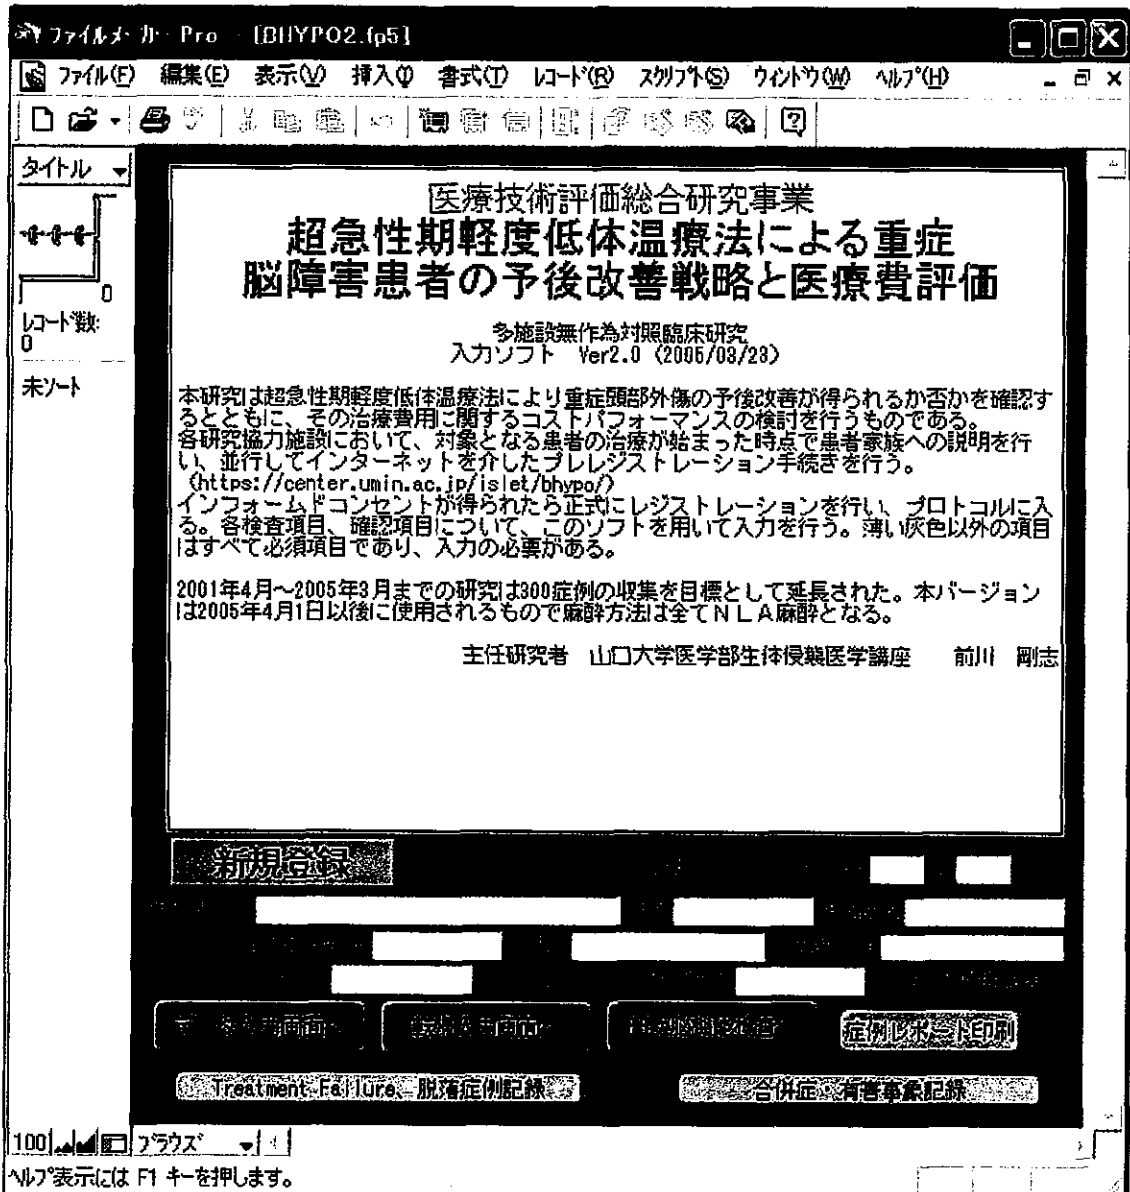 ファイルメーカー Pro - [BHYPO2.fp5]
ファイル(F) 編集(E) 表示(V) 挿入(I) 書式(T) レコード(R) スクリプト(S) ウィンドウ(W) ヘルプ(H)
タイトル
0
レコード数:
0
未ソート
医療技術評価総合研究事業
超急性期軽度低体温療法による重症
脳障害患者の予後改善戦略と医療費評価
多施設無作為対照臨床研究
入力ソフト Ver2.0 (2005/03/23)
本研究は超急性期軽度低体温療法により重症頭部外傷の予後改善が得られるか否かを確認す
るとともに、その治療費用に関するコストパフォーマンスの検討を行うものである。
各研究協力施設において、対象となる患者の治療が始まった時点で患者家族への説明を行
い、並行してインターネットを介したプレレジストレーション手続きを行う。
(https://center.umin.ac.jp/islet/bhypo/)
インフォームドコンセントが得られたら正式にレジストレーションを行い、プロトコルに入
る。各検査項目、確認項目について、このソフトを用いて入力を行う。薄い灰色以外の項目
はすべて必須項目であり、入力の必要がある。
2001年4月～2005年3月までの研究は300症例の収集を目標として延長された。本バージョン
は2005年4月1日以後に使用されるもので麻酔方法は全てＮＬＡ麻酔となる。
主任研究者 山口大学医学部生体侵襲医学講座 前川 剛志
新規登録
症例レポート印刷
Treatment Failure、脱落症例記録
合併症・有害事象記録
100 ブラウズ
ヘルプ表示には F1 キーを押します。